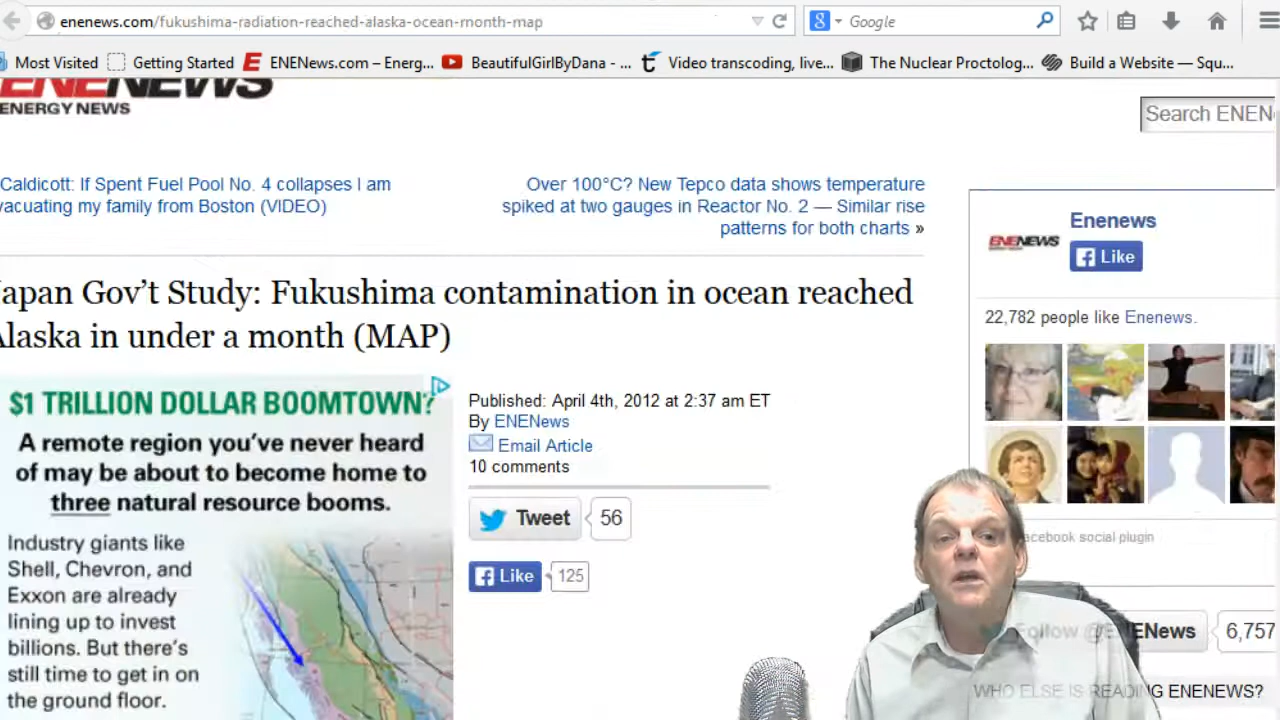 enenews.com/fukushima-radiation-reached-alaska-ocean-month-map
Google
Most Visited
Getting Started
ENENews.com – Energ...
BeautifulGirlByDana - ...
Video transcoding, live...
The Nuclear Proctolog...
Build a Website — Squ...
ENENEWS
ENERGY NEWS
Search ENEN
Caldicott: If Spent Fuel Pool No. 4 collapses I am
vacuating my family from Boston (VIDEO)
Over 100°C? New Tepco data shows temperature
spiked at two gauges in Reactor No. 2 — Similar rise
patterns for both charts »
ENENEWS
Enenews
Like
22,782 people like Enenews.
Japan Gov't Study: Fukushima contamination in ocean reached
Alaska in under a month (MAP)
$1 TRILLION DOLLAR BOOMTOWN?
A remote region you've never heard
of may be about to become home to
three natural resource booms.
Industry giants like
Shell, Chevron, and
Exxon are already
lining up to invest
billions. But there's
still time to get in on
the ground floor.
Published: April 4th, 2012 at 2:37 am ET
By ENENews
Email Article
10 comments
Tweet
56
Like
125
acebook social plugin
Follow @ENENews
6,757
WHO ELSE IS READING ENENEWS?